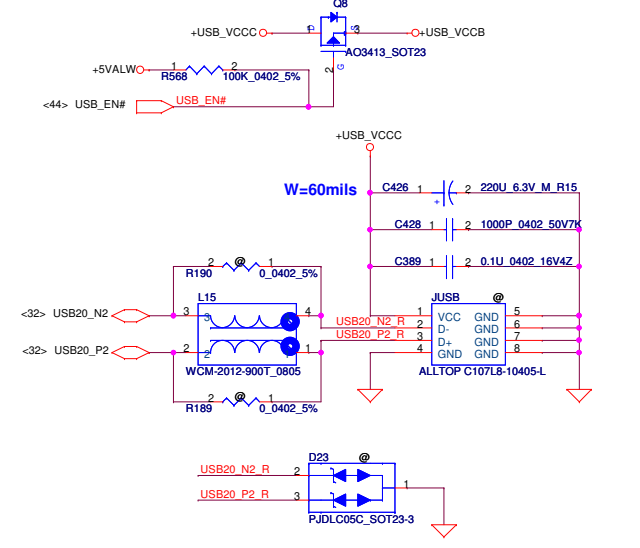 Q8
+USB_VCCC D S 3 +USB_VCCB
1
AO3413_SOT23
G
2
+5VALW 1 2
R568 100K_0402_5%
<44> USB_EN# USB_EN#
+USB_VCCC
W=60mils
C426 1 + 2 220U_6.3V_M_R15
C428 1 2 1000P_0402_50V7K
C389 1 2 0.1U_0402_16V4Z
2 @ 1
R190 0_0402_5%
L15
JUSB @
<32> USB20_N2 3 3 4
USB20_N2_R
USB20_P2_R
1 VCC GND 5
2 D- GND 6
3 D+ GND 7
4 GND GND 8
<32> USB20_P2 2 2 1
WCM-2012-900T_0805
ALLTOP C107L8-10405-L
2 @ 1
R189 0_0402_5%
D23 @
USB20_N2_R 2
1
USB20_P2_R 3
PJDLC05C_SOT23-3